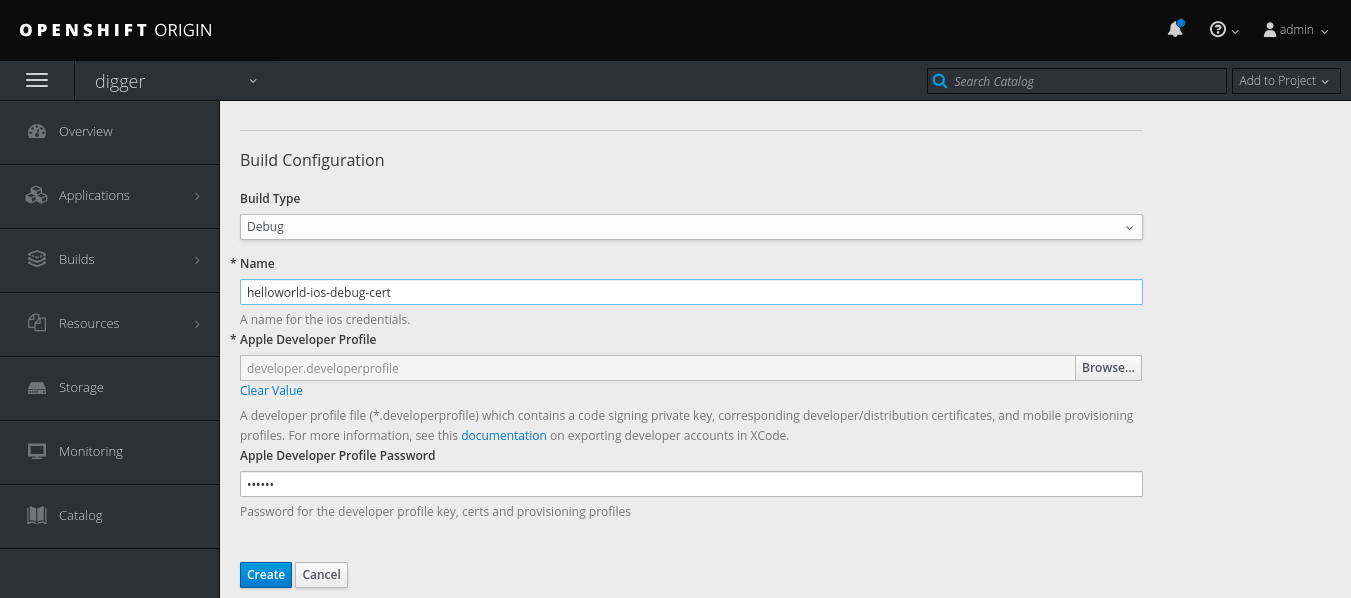 OPENSHIFT ORIGIN
admin
digger
Search Catalog
Add to Project
Overview
Applications
Builds
Resources
Storage
Monitoring
Catalog
Build Configuration
Build Type
Debug
* Name
helloworld-ios-debug-cert
A name for the ios credentials.
* Apple Developer Profile
developer.developerprofile
Browse...
Clear Value
A developer profile file (*.developerprofile) which contains a code signing private key, corresponding developer/distribution certificates, and mobile provisioning
profiles. For more information, see this documentation on exporting developer accounts in XCode.
Apple Developer Profile Password
••••••
Password for the developer profile key, certs and provisioning profiles
Create
Cancel